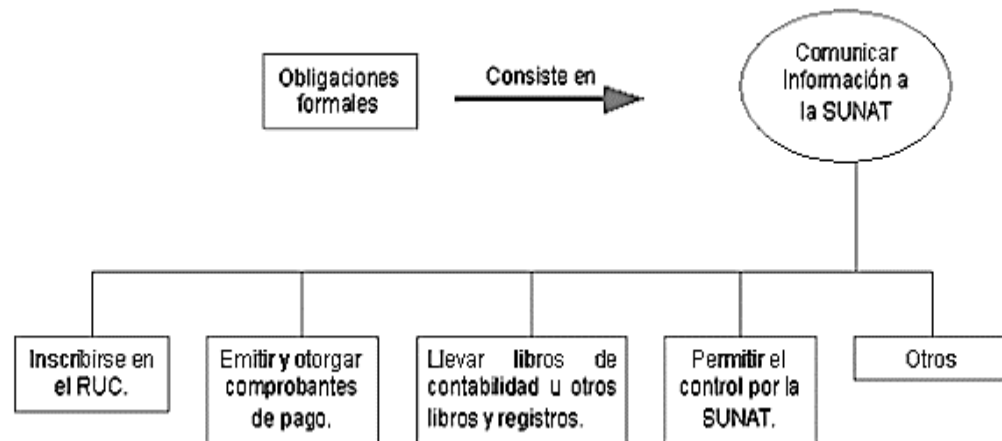 Obligaciones
formales
Consiste en
Comunicar
Información a
la SUNAT
Inscribirse en
el RUC.
Emitir y otorgar
comprobantes
de pago.
Llevar libros de
contabilidad u otros
libros y registros.
Permitir el
control por la
SUNAT.
Otros